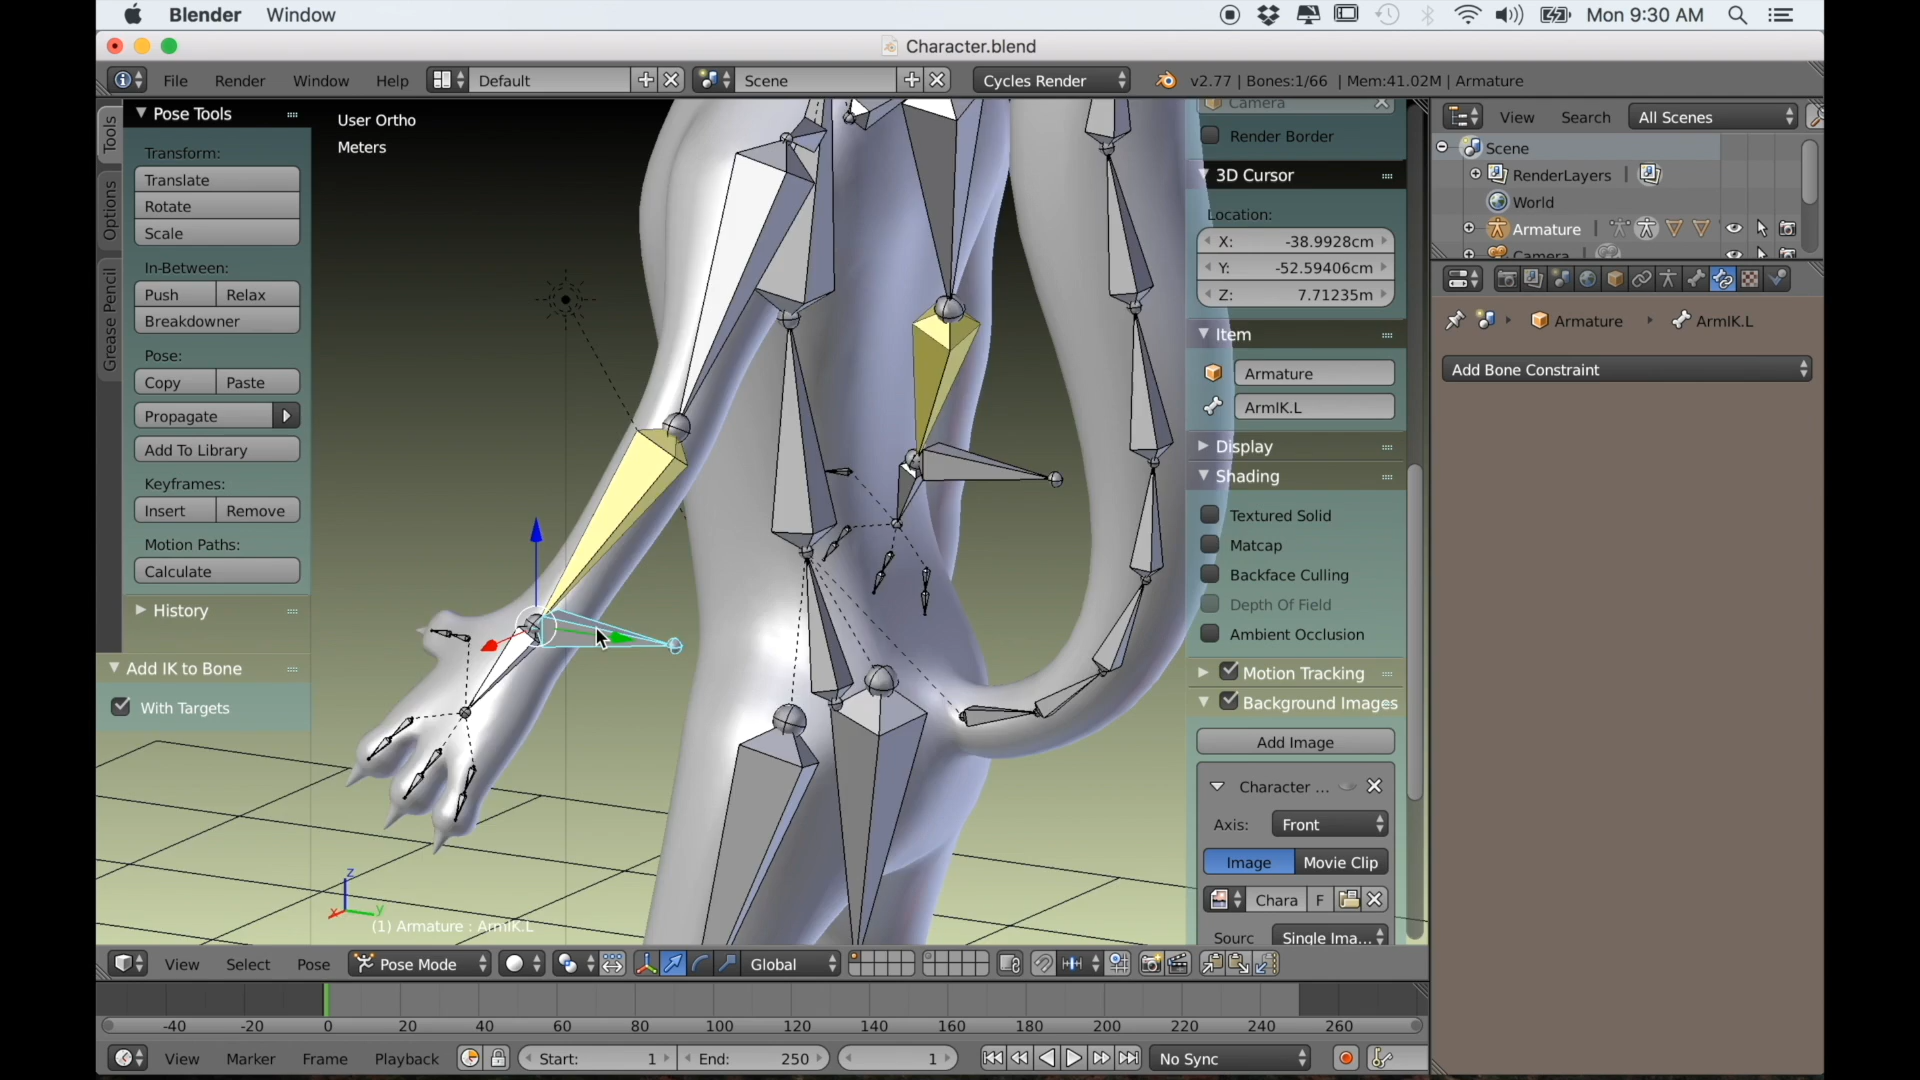 Blender Window Mon 9:30 AM
Character.blend
File Render Window Help Default Scene Cycles Render v2.77 | Bones:1/66 | Mem:41.02M | Armature
Tools
Options
Grease Pencil
Pose Tools
Transform:
Translate
Rotate
Scale
In-Between:
Push Relax
Breakdowner
Pose:
Copy Paste
Propagate
Add To Library
Keyframes:
Insert Remove
Motion Paths:
Calculate
History
Add IK to Bone
With Targets
User Ortho
Meters
z
x
y
(1) Armature : ArmIK.L
Camera
Render Border
3D Cursor
Location:
X: -38.9928cm
Y: -52.59406cm
Z: 7.71235m
Item
Armature
ArmIK.L
Display
Shading
Textured Solid
Matcap
Backface Culling
Depth Of Field
Ambient Occlusion
Motion Tracking
Background Images
Add Image
Character ...
Axis: Front
Image Movie Clip
Chara F
Sourc Single Ima...
View Search All Scenes
Scene
RenderLayers
World
Armature
Camera
Armature ArmIK.L
Add Bone Constraint
View Select Pose Pose Mode Global
-40 -20 0 20 40 60 80 100 120 140 160 180 200 220 240 260
View Marker Frame Playback Start: 1 End: 250 1 No Sync